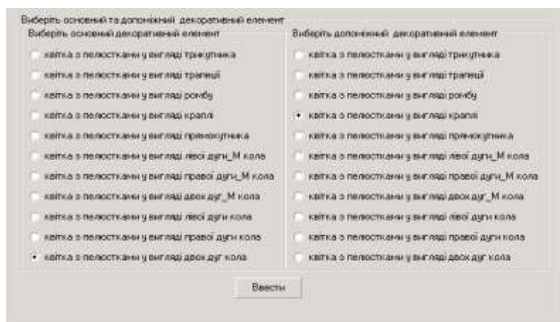 Виберіть основний та допоміжний декоративний елемент
Виберіть основний декоративний елемент
квітка з пелюстками у вигляді трикутника
квітка з пелюстками у вигляді трапеції
квітка з пелюстками у вигляді ромбу
квітка з пелюстками у вигляді краплі
квітка з пелюстками у вигляді прямокутника
квітка з пелюстками у вигляді лівої дуги_М кола
квітка з пелюстками у вигляді правої дуги_М кола
квітка з пелюстками у вигляді двох дуг_М кола
квітка з пелюстками у вигляді лівої дуги кола
квітка з пелюстками у вигляді правої дуги кола
квітка з пелюстками у вигляді двох дуг кола
Виберіть допоміжний декоративний елемент
квітка з пелюстками у вигляді трикутника
квітка з пелюстками у вигляді трапеції
квітка з пелюстками у вигляді ромбу
квітка з пелюстками у вигляді краплі
квітка з пелюстками у вигляді прямокутника
квітка з пелюстками у вигляді лівої дуги_М кола
квітка з пелюстками у вигляді правої дуги_М кола
квітка з пелюстками у вигляді двох дуг_М кола
квітка з пелюстками у вигляді лівої дуги кола
квітка з пелюстками у вигляді правої дуги кола
квітка з пелюстками у вигляді двох дуг кола
Ввести